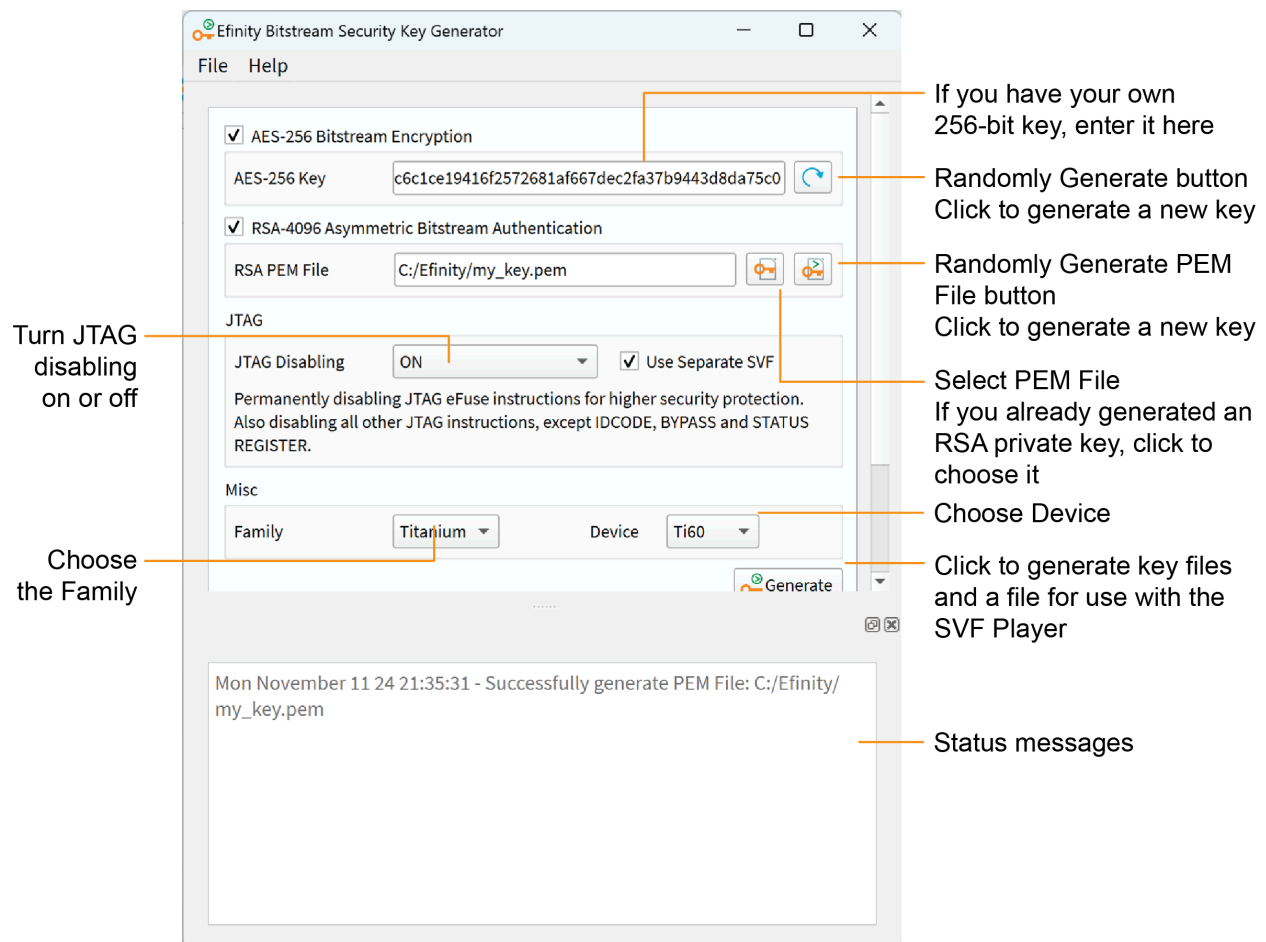 Efinity Bitstream Security Key Generator
File Help
If you have your own
256-bit key, enter it here
AES-256 Bitstream Encryption
AES-256 Key
c6c1ce19416f2572681af667dec2fa37b9443d8da75c0
Randomly Generate button
Click to generate a new key
RSA-4096 Asymmetric Bitstream Authentication
RSA PEM File
C:/Efinity/my_key.pem
Randomly Generate PEM
File button
Click to generate a new key
JTAG
Turn JTAG
disabling
on or off
JTAG Disabling
ON
Use Separate SVF
Select PEM File
If you already generated an
RSA private key, click to
choose it
Permanently disabling JTAG eFuse instructions for higher security protection.
Also disabling all other JTAG instructions, except IDCODE, BYPASS and STATUS
REGISTER.
Misc
Family
Titanium
Device
Ti60
Choose Device
Choose
the Family
Generate
Click to generate key files
and a file for use with the
SVF Player
Mon November 11 24 21:35:31 - Successfully generate PEM File: C:/Efinity/
my_key.pem
Status messages